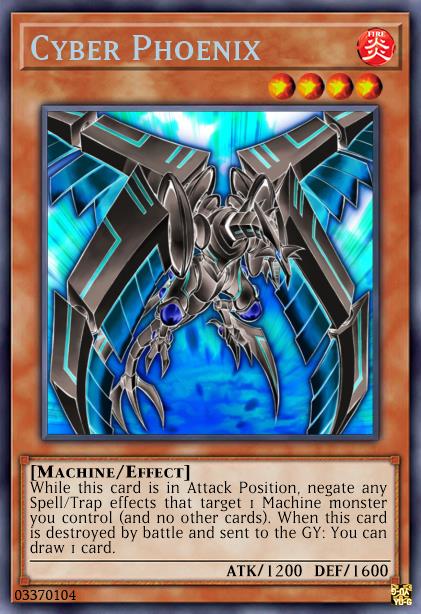 CYBER PHOENIX
FIRE
炎
[MACHINE/EFFECT]
While this card is in Attack Position, negate any
Spell/Trap effects that target 1 Machine monster
you control (and no other cards). When this card
is destroyed by battle and sent to the GY: You can
draw 1 card.
ATK/1200 DEF/1600
03370104